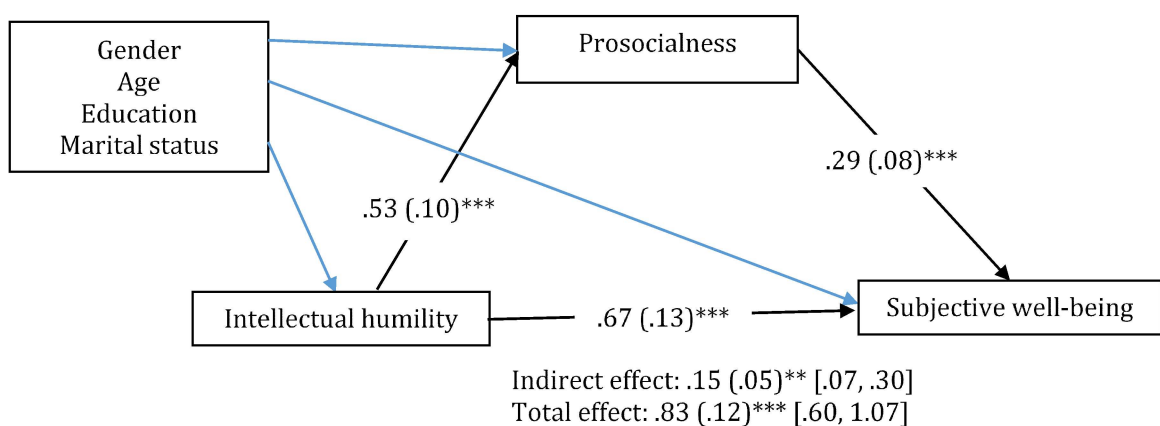 Gender
Age
Education
Marital status
Prosocialness
.29 (.08)***
.53 (.10)***
Intellectual humility
.67 (.13)***
Subjective well-being
Indirect effect: .15 (.05)** [.07, .30]
Total effect: .83 (.12)*** [.60, 1.07]